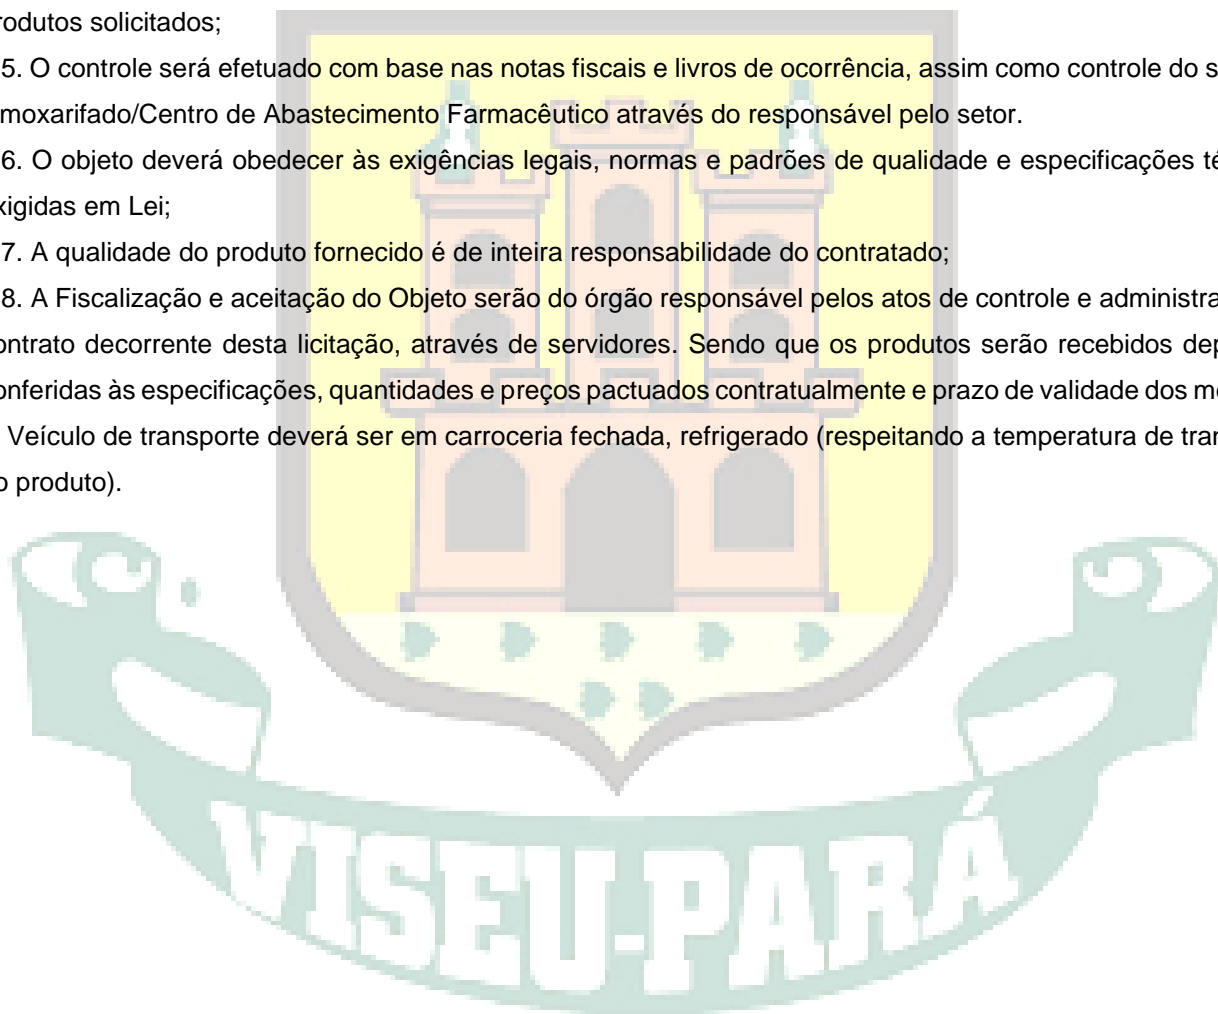 rodutos solicitados;
5. O controle será efetuado com base nas notas fiscais e livros de ocorrência, assim como controle do s
moxarifado/Centro de Abastecimento Farmacêutico através do responsável pelo setor.
6. O objeto deverá obedecer às exigências legais, normas e padrões de qualidade e especificações té
xigidas em Lei;
7. A qualidade do produto fornecido é de inteira responsabilidade do contratado;
8. A Fiscalização e aceitação do Objeto serão do órgão responsável pelos atos de controle e administra
ontrato decorrente desta licitação, através de servidores. Sendo que os produtos serão recebidos dep
onferidas às especificações, quantidades e preços pactuados contratualmente e prazo de validade dos me
Veículo de transporte deverá ser em carroceria fechada, refrigerado (respeitando a temperatura de tran
o produto).
VISEU-PARÁ